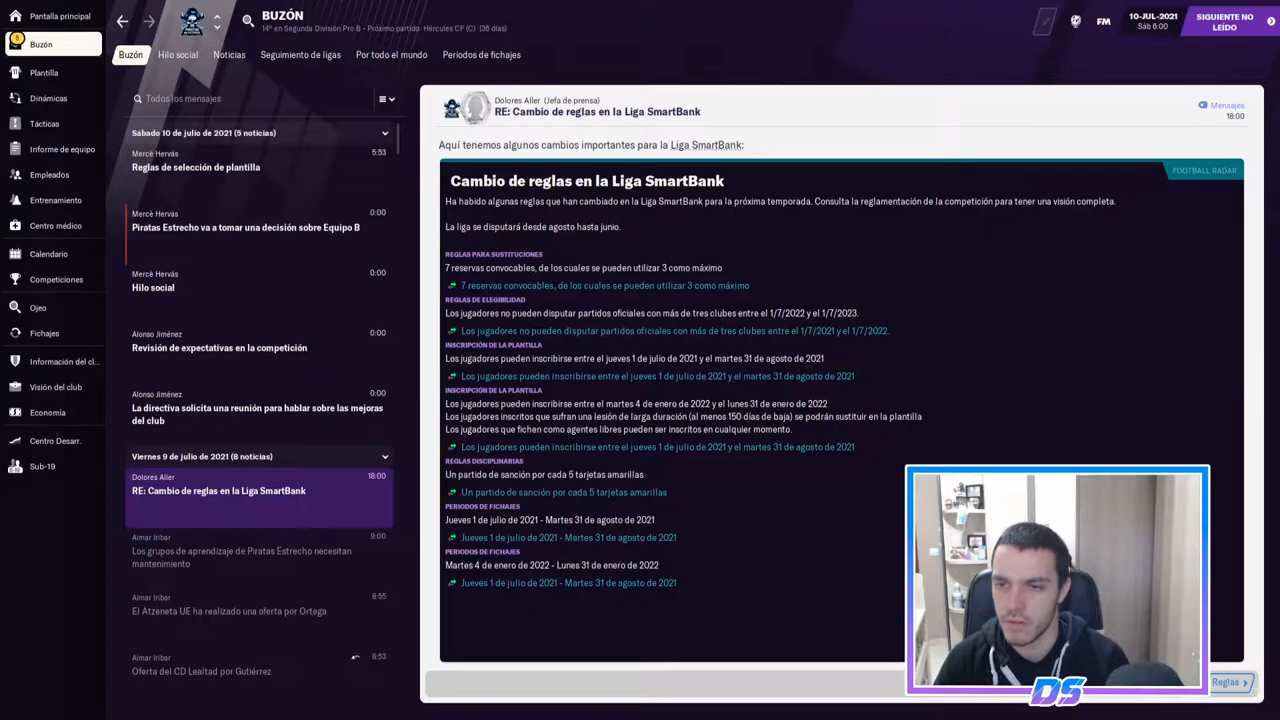 Pantalla principal
5
Buzón
Plantilla
Dinámicas
Tácticas
Informe de equipo
Empleados
Entrenamiento
Centro médico
Calendario
Competiciones
Ojeo
Fichajes
Información del cl...
Visión del club
Economía
Centro Desarr.
Sub-19
BUZÓN
14º en Segunda División Pro B - Próximo partido: Hércules CF (C) (36 días)
FM
10-JUL-2021
Sáb 6:00
SIGUIENTE NO LEÍDO
Buzón
Hilo social
Noticias
Seguimiento de ligas
Por todo el mundo
Periodos de fichajes
Todos los mensajes
Sábado 10 de julio de 2021 (5 noticias)
Mercè Hervás 5:53
Reglas de selección de plantilla
Mercè Hervás 0:00
Piratas Estrecho va a tomar una decisión sobre Equipo B
Mercè Hervás 0:00
Hilo social
Alonso Jiménez 0:00
Revisión de expectativas en la competición
Alonso Jiménez 0:00
La directiva solicita una reunión para hablar sobre las mejoras
del club
Viernes 9 de julio de 2021 (8 noticias)
Dolores Aller 18:00
RE: Cambio de reglas en la Liga SmartBank
Aimar Iribar 9:00
Los grupos de aprendizaje de Piratas Estrecho necesitan
mantenimiento
Aimar Iribar 8:55
El Atzeneta UE ha realizado una oferta por Ortega
Aimar Iribar 8:53
Oferta del CD Lealtad por Gutiérrez
Dolores Aller (Jefa de prensa)
RE: Cambio de reglas en la Liga SmartBank
Mensajes
18:00
Aquí tenemos algunos cambios importantes para la Liga SmartBank:
FOOTBALL RADAR
Cambio de reglas en la Liga SmartBank
Ha habido algunas reglas que han cambiado en la Liga SmartBank para la próxima temporada. Consulta la reglamentación de la competición para tener una visión completa.
La liga se disputará desde agosto hasta junio.
REGLAS PARA SUSTITUCIONES
7 reservas convocables, de los cuales se pueden utilizar 3 como máximo
7 reservas convocables, de los cuales se pueden utilizar 3 como máximo
REGLAS DE ELEGIBILIDAD
Los jugadores no pueden disputar partidos oficiales con más de tres clubes entre el 1/7/2022 y el 1/7/2023.
Los jugadores no pueden disputar partidos oficiales con más de tres clubes entre el 1/7/2021 y el 1/7/2022.
INSCRIPCIÓN DE LA PLANTILLA
Los jugadores pueden inscribirse entre el jueves 1 de julio de 2021 y el martes 31 de agosto de 2021
Los jugadores pueden inscribirse entre el jueves 1 de julio de 2021 y el martes 31 de agosto de 2021
INSCRIPCIÓN DE LA PLANTILLA
Los jugadores pueden inscribirse entre el martes 4 de enero de 2022 y el lunes 31 de enero de 2022
Los jugadores inscritos que sufran una lesión de larga duración (al menos 150 días de baja) se podrán sustituir en la plantilla
Los jugadores que fichen como agentes libres pueden ser inscritos en cualquier momento.
Los jugadores pueden inscribirse entre el jueves 1 de julio de 2021 y el martes 31 de agosto de 2021
REGLAS DISCIPLINARIAS
Un partido de sanción por cada 5 tarjetas amarillas
Un partido de sanción por cada 5 tarjetas amarillas
PERIODOS DE FICHAJES
Jueves 1 de julio de 2021 - Martes 31 de agosto de 2021
Jueves 1 de julio de 2021 - Martes 31 de agosto de 2021
PERIODOS DE FICHAJES
Martes 4 de enero de 2022 - Lunes 31 de enero de 2022
Jueves 1 de julio de 2021 - Martes 31 de agosto de 2021
Reglas
DS